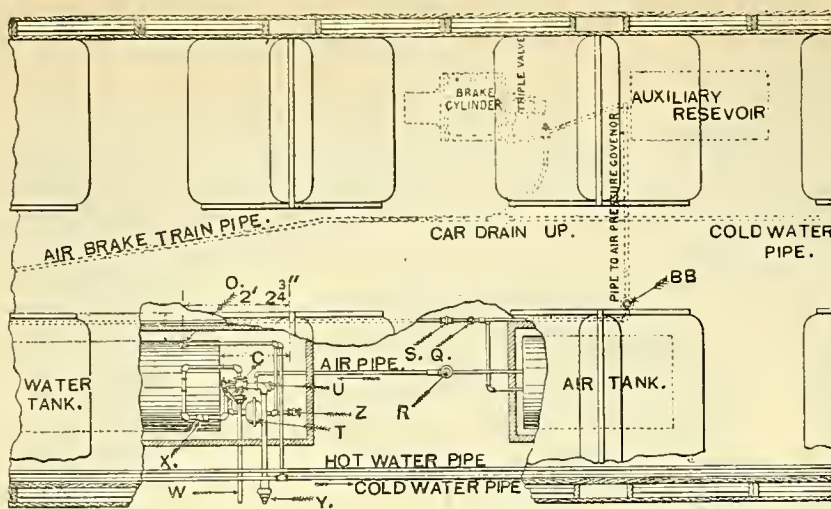 BRAKE
CYLINDER
TRIPLE VALVE
AUXILIARY
RESEVOIR
PIPE TO AIR PRESSURE GOVENOR
AIR BRAKE TRAIN PIPE.
CAR DRAIN UP.
COLD WATER
PIPE.
BB
O.
2' 2 3/4"
S. Q.
C
AIR PIPE.
U
R
WATER
TANK.
AIR TANK.
Z
T
X.
HOT WATER PIPE
W
Y.
COLD WATER PIPE